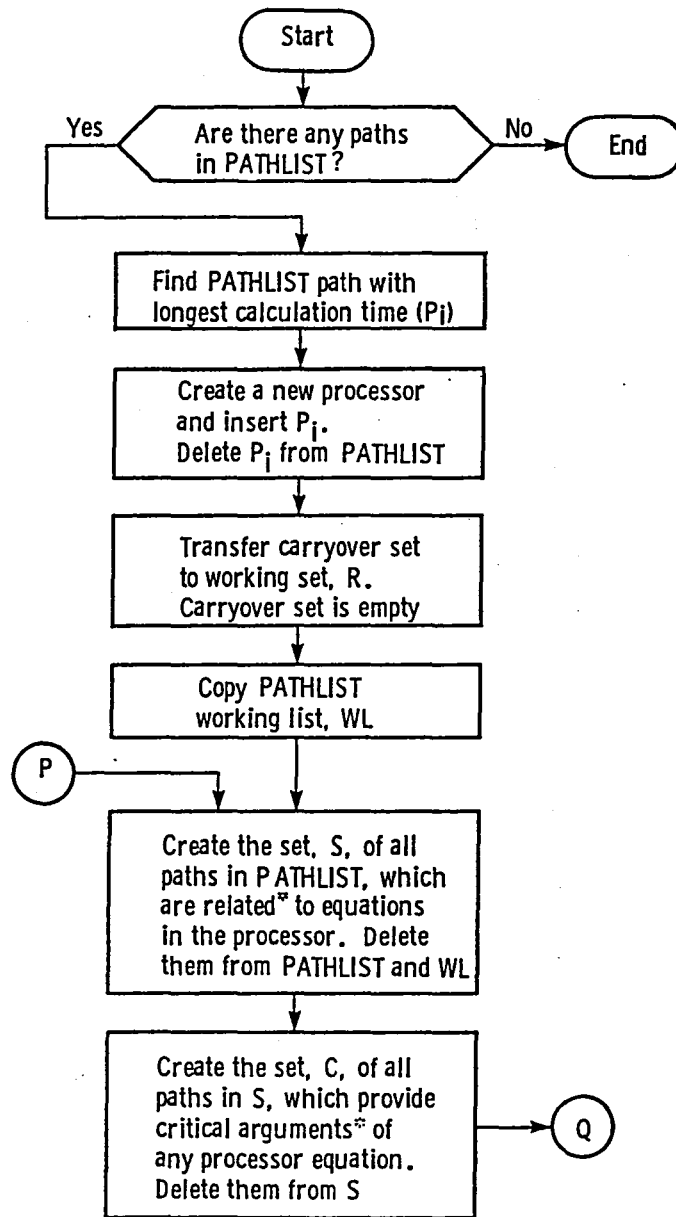 Start
Yes
Are there any paths
in PATHLIST?
No
End
Find PATHLIST path with
longest calculation time (Pi)
Create a new processor
and insert Pi.
Delete Pi from PATHLIST
Transfer carryover set
to working set, R.
Carryover set is empty
Copy PATHLIST
working list, WL
P
Create the set, S, of all
paths in PATHLIST, which
are related* to equations
in the processor. Delete
them from PATHLIST and WL
Create the set, C, of all
paths in S, which provide
critical arguments* of
any processor equation.
Delete them from S
Q